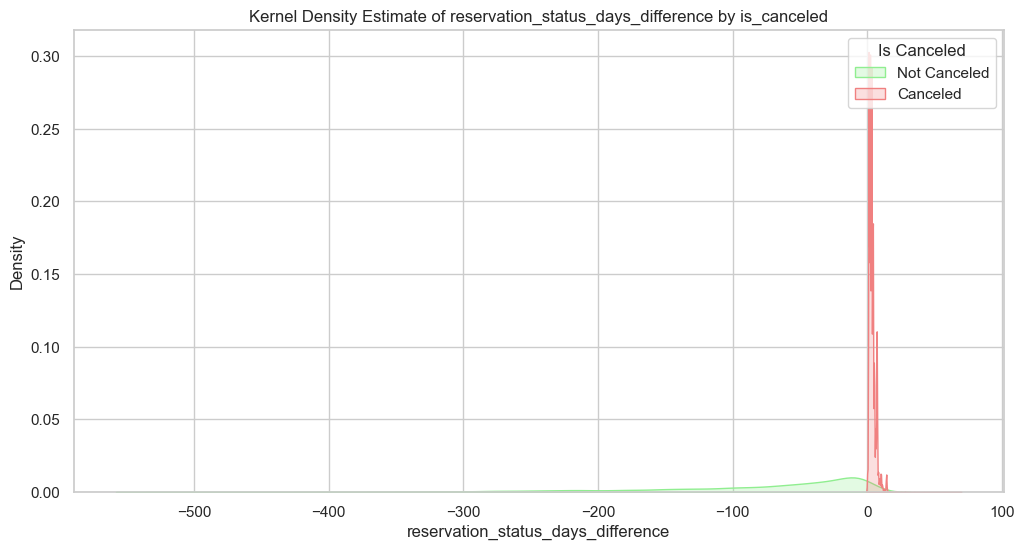 Kernel Density Estimate of reservation_status_days_difference by is_canceled
Is Canceled
Not Canceled
Canceled
0.30
0.25
0.20
0.15
0.10
0.05
0.00
Density
−500
−400
−300
−200
−100
0
100
reservation_status_days_difference